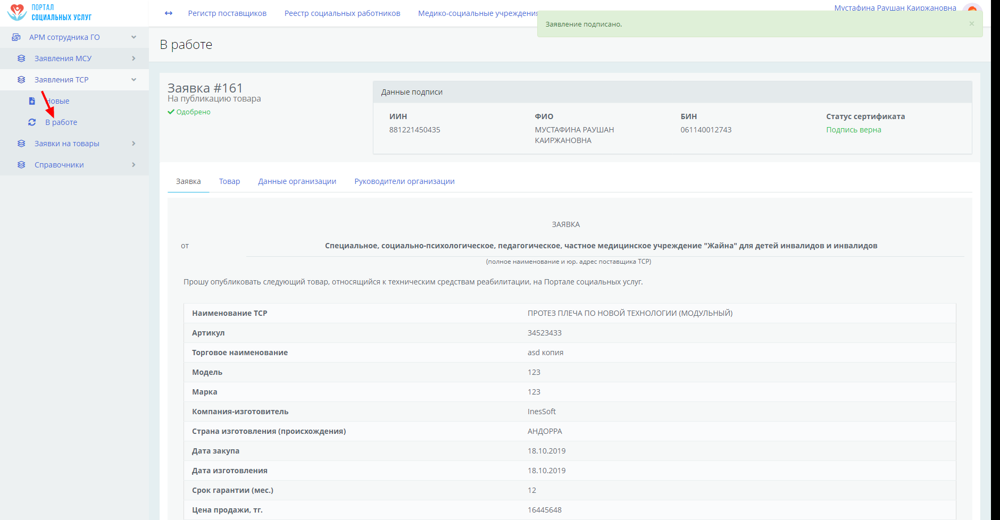 ПОРТАЛ
СОЦИАЛЬНЫХ УСЛУГ
Регистр поставщиков
Реестр социальных работников
Медико-социальные учреждения
Мустафина Раушан Каиржановна
Заявление подписано.
×
АРМ сотрудника ГО
Заявления МСУ
Заявления ТСР
Новые
В работе
Заявки на товары
Справочники
В работе
Заявка #161
На публикацию товара
Одобрено
Данные подписи
ИИН
ФИО
БИН
Статус сертификата
881221450435
МУСТАФИНА РАУШАН
КАИРЖАНОВНА
061140012743
Подпись верна
Заявка
Товар
Данные организации
Руководители организации
ЗАЯВКА
от
Специальное, социально-психологическое, педагогическое, частное медицинское учреждение "Жайна" для детей инвалидов и инвалидов
(полное наименование и юр. адрес поставщика ТСР)
Прошу опубликовать следующий товар, относящийся к техническим средствам реабилитации, на Портале социальных услуг.
Наименование ТСР ПРОТЕЗ ПЛЕЧА ПО НОВОЙ ТЕХНОЛОГИИ (МОДУЛЬНЫЙ)
Артикул 34523433
Торговое наименование asd копия
Модель 123
Марка 123
Компания-изготовитель InesSoft
Страна изготовления (происхождения) АНДОРРА
Дата закупа 18.10.2019
Дата изготовления 18.10.2019
Срок гарантии (мес.) 12
Цена продажи, тг. 16445648